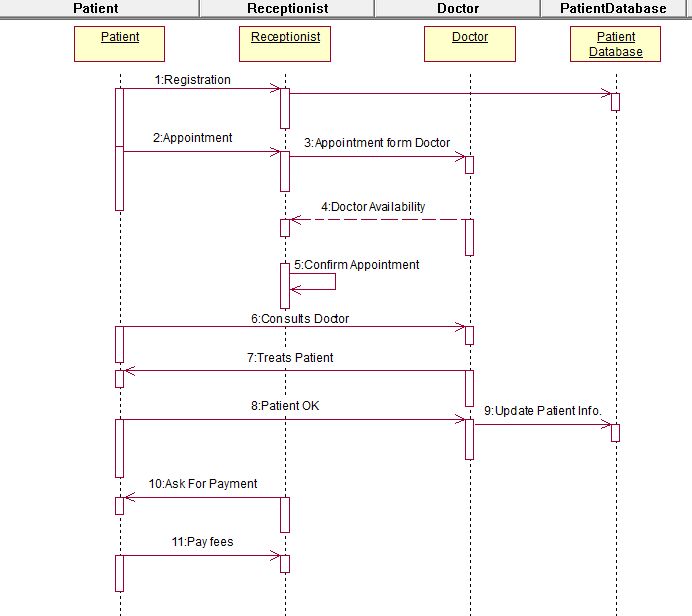 Patient Receptionist Doctor PatientDatabase
Patient Receptionist Doctor Patient
Database
1:Registration
2:Appointment
3:Appointment form Doctor
4:Doctor Availability
5:Confirm Appointment
6:Consults Doctor
7:Treats Patient
8:Patient OK
9:Update Patient Info.
10:Ask For Payment
11:Pay fees